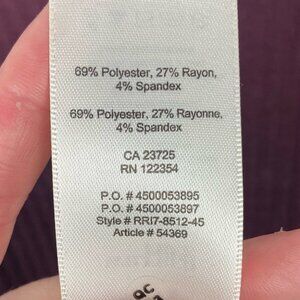 69% Polyester, 27% Rayon,
4% Spandex
69% Polyester, 27% Rayonne,
4% Spandex
CA 23725
RN 122354
P.O. # 4500053895
P.O. # 4500053897
Style # RRI7-8512-45
Article # 54369